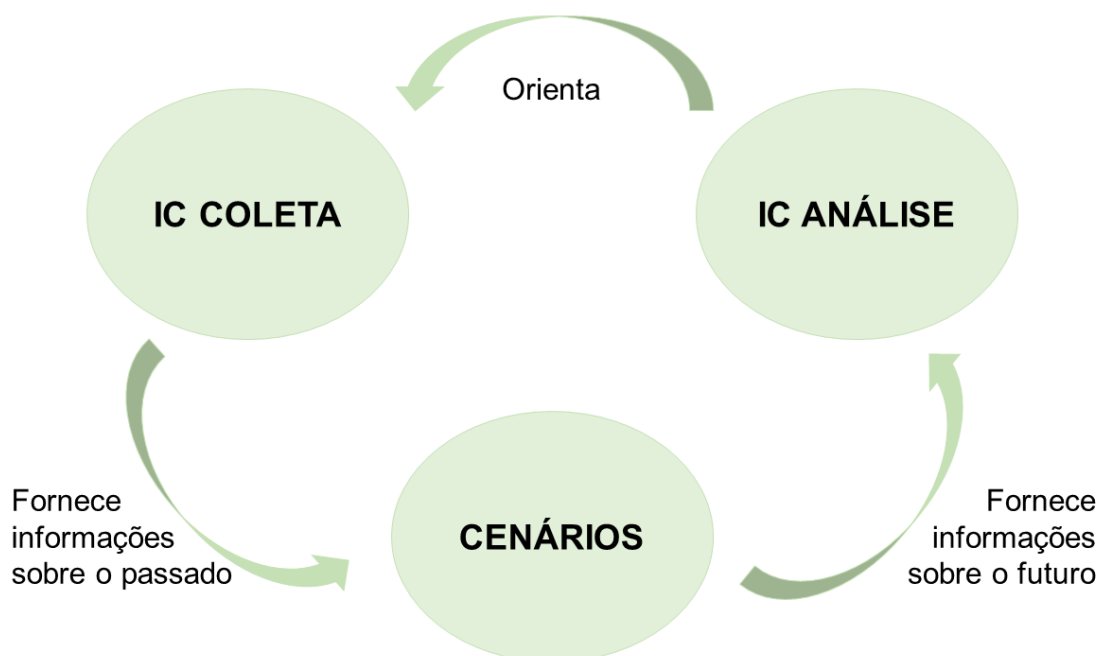 Orienta
IC COLETA
IC ANÁLISE
Fornece
informações
sobre o passado
CENÁRIOS
Fornece
informações
sobre o futuro